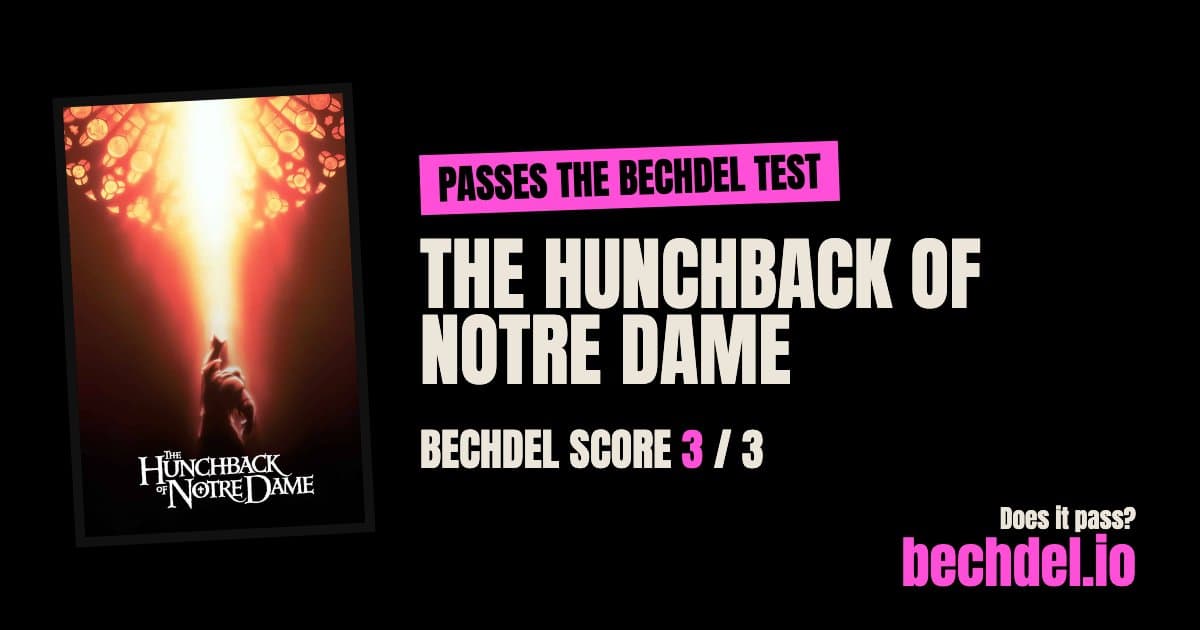 THE
HUNCHBACK
OF NOTRE DAME
PASSES THE BECHDEL TEST
THE HUNCHBACK OF
NOTRE DAME
BECHDEL SCORE 3 / 3
Does it pass?
bechdel.io